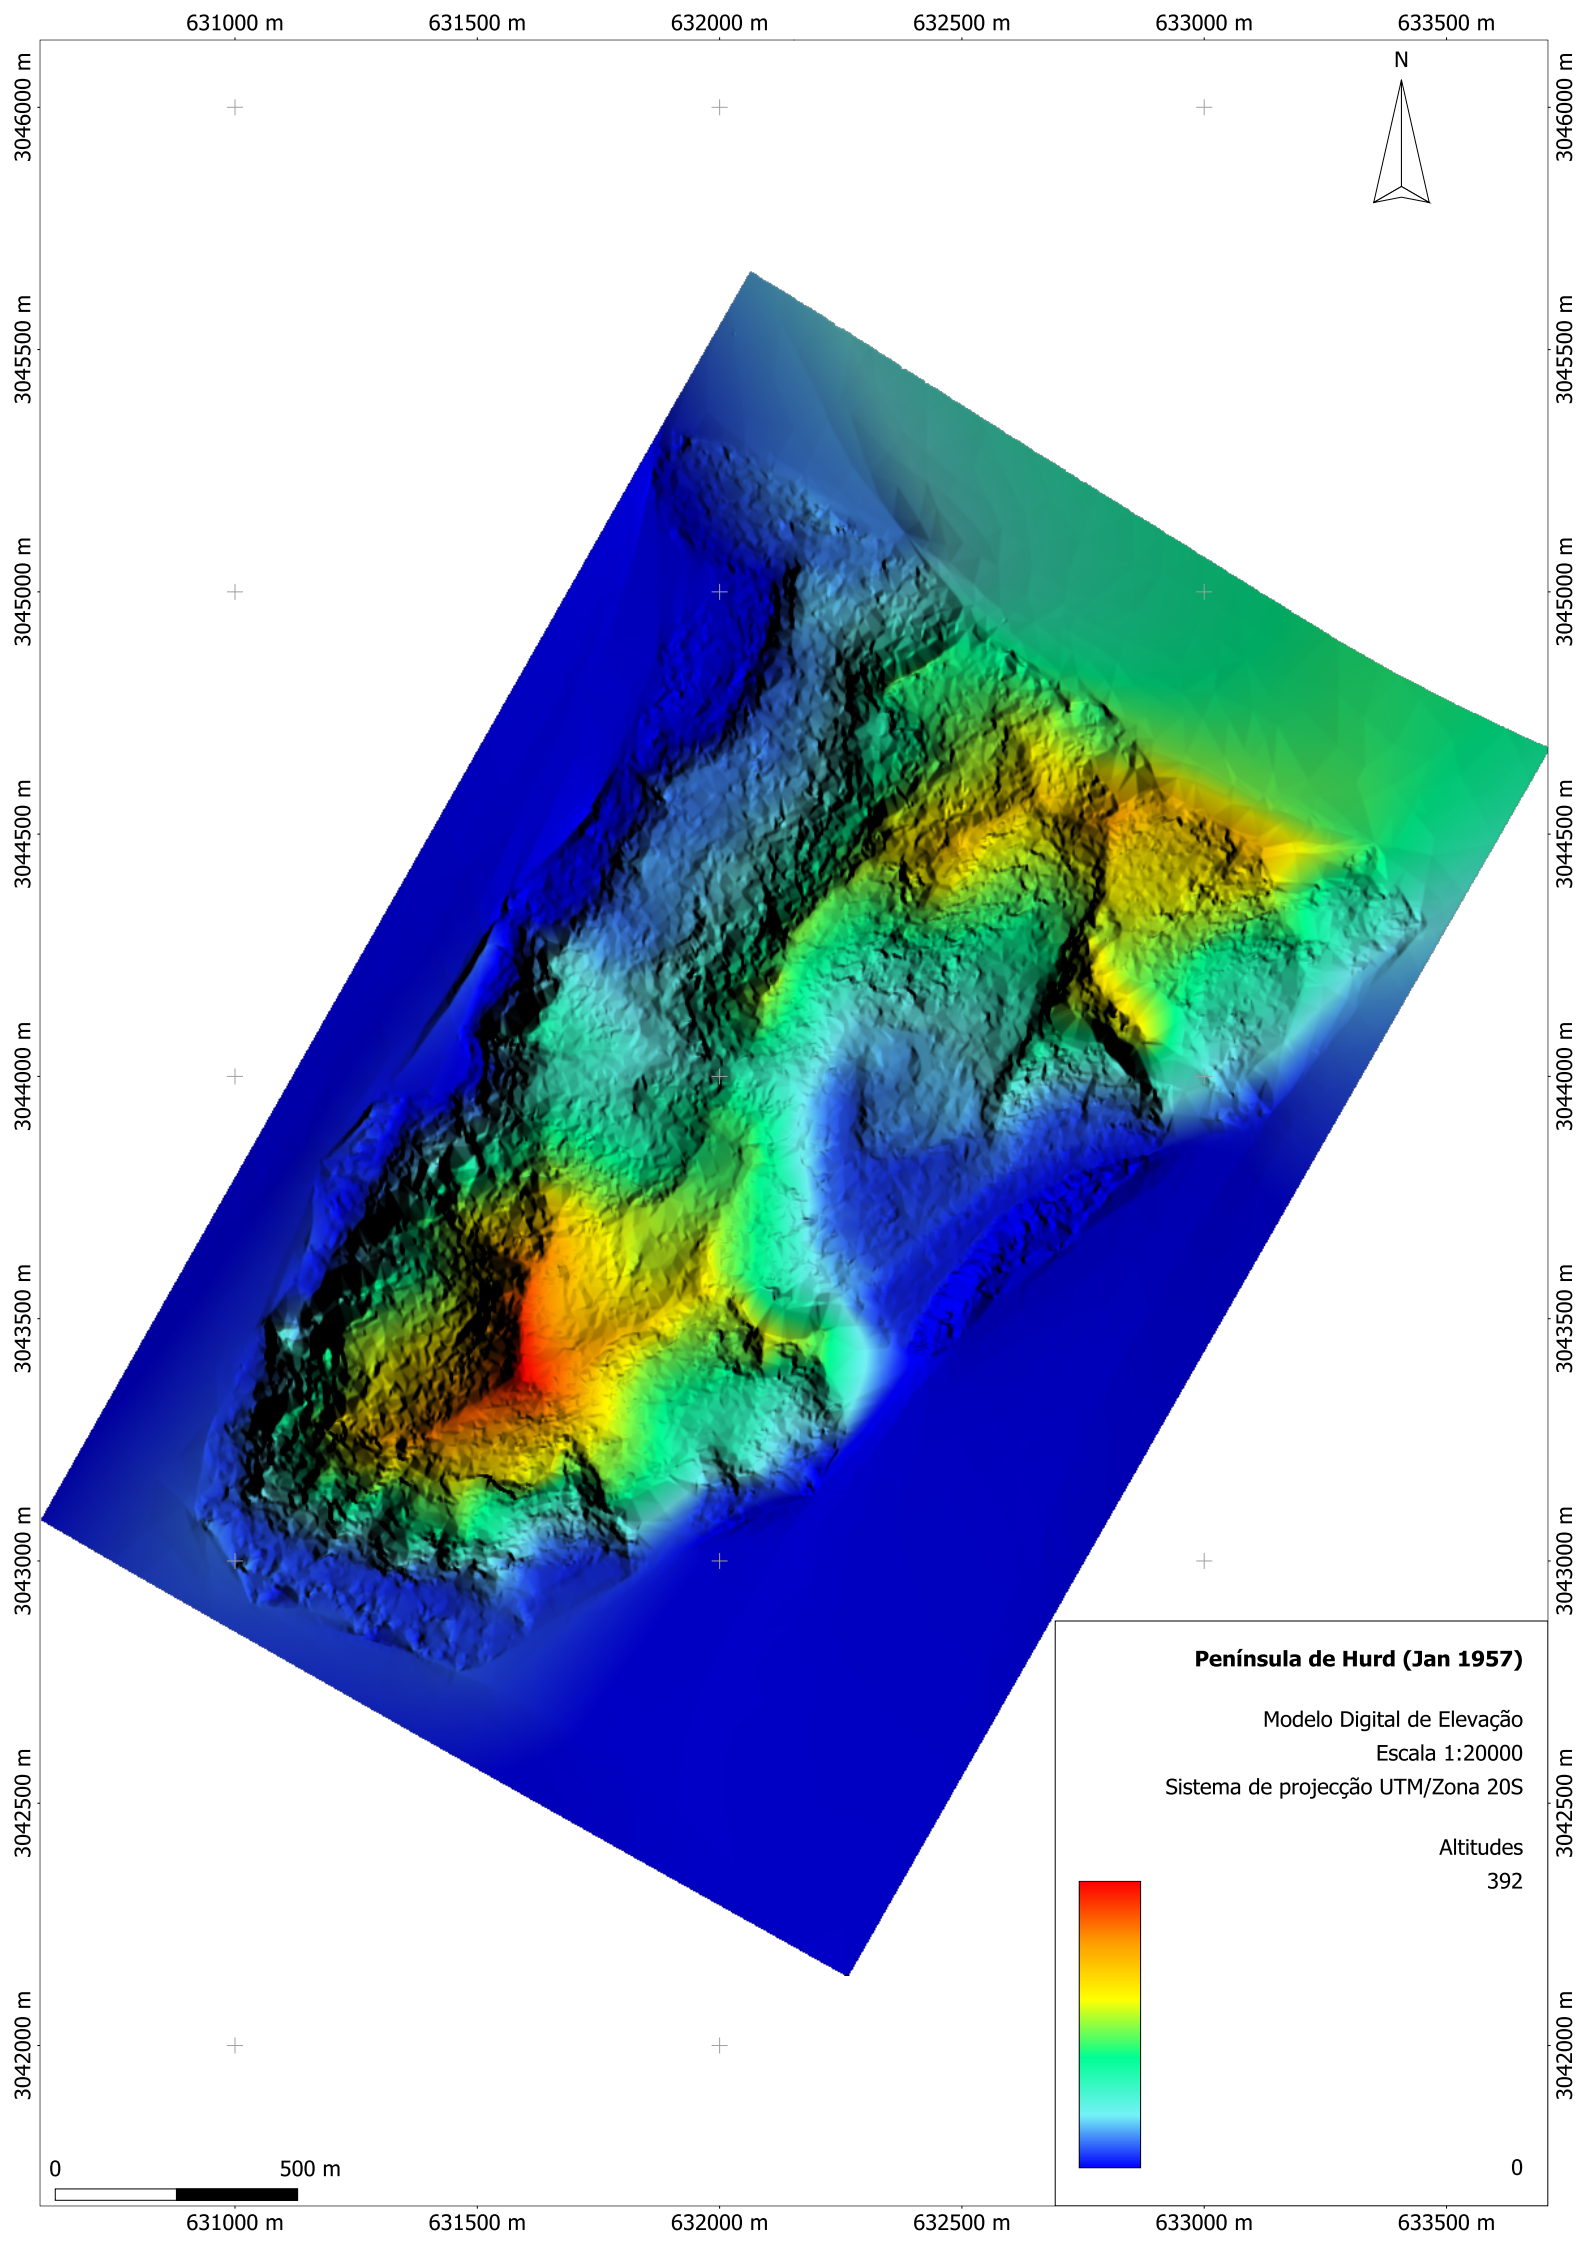 631000 m 631500 m 632000 m 632500 m 633000 m 633500 m
N
3046000 m
3045500 m
3045000 m
3044500 m
3044000 m
3043500 m
3043000 m
3042500 m
3042000 m
3046000 m
3045500 m
3045000 m
3044500 m
3044000 m
3043500 m
3043000 m
3042500 m
3042000 m
Península de Hurd (Jan 1957)
Modelo Digital de Elevação
Escala 1:20000
Sistema de projecção UTM/Zona 20S
Altitudes
392
0
0 500 m
631000 m 631500 m 632000 m 632500 m 633000 m 633500 m